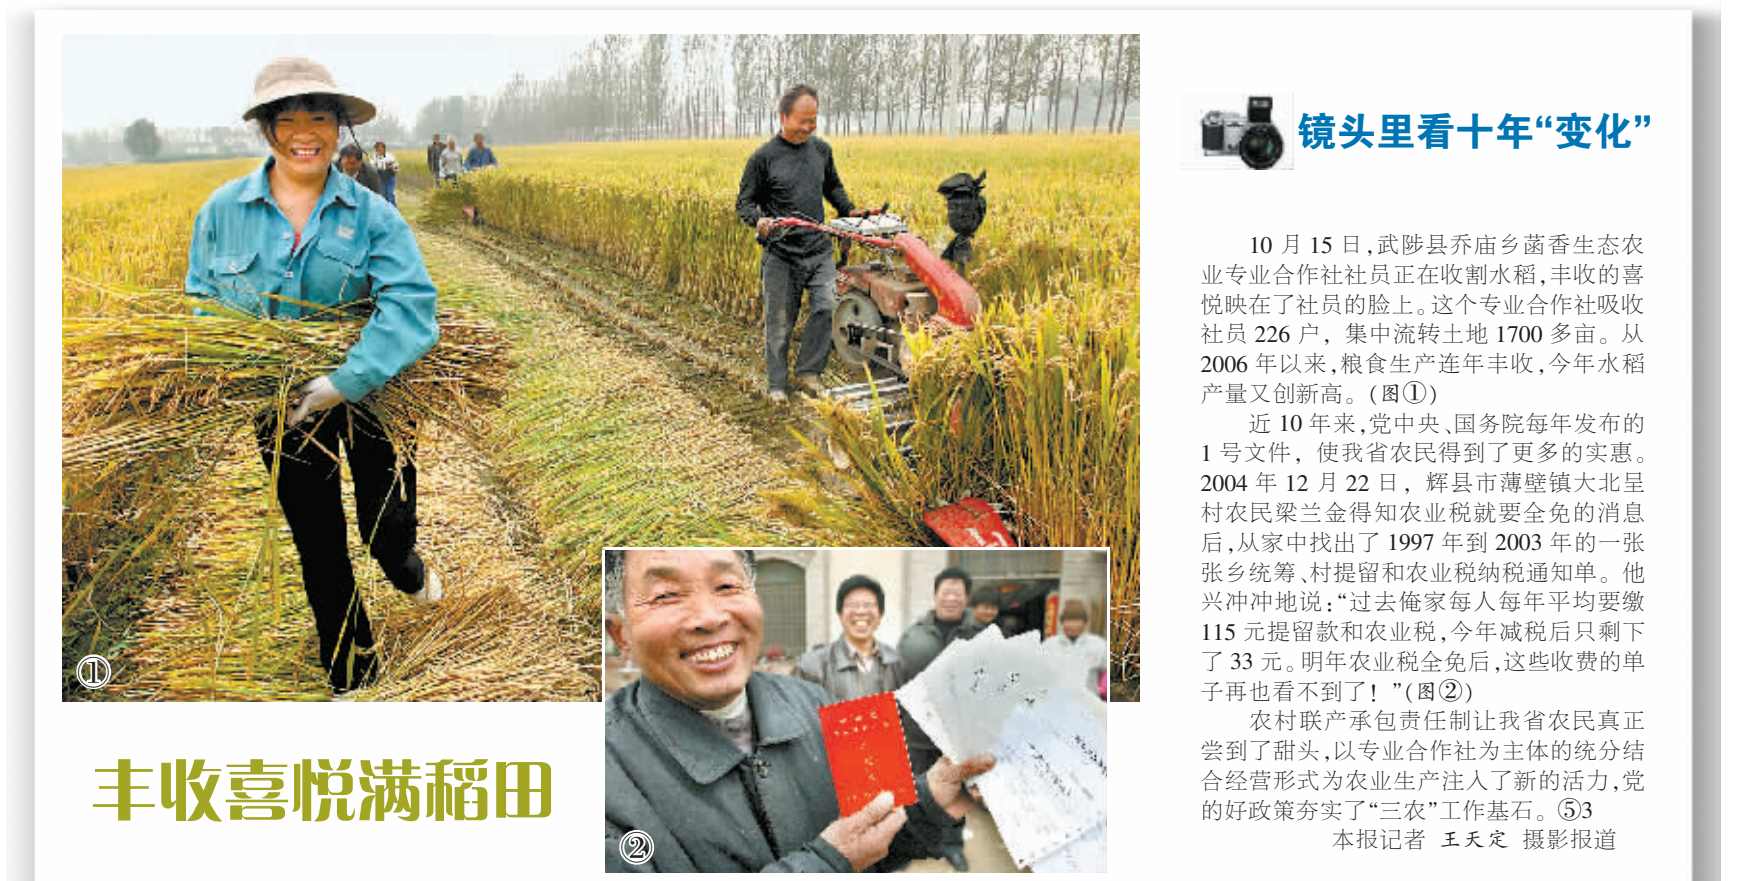 镜头里看十年“变化”
10 月 15 日,武陟县乔庙乡菡香生态农
业专业合作社社员正在收割水稻,丰收的喜
悦映在了社员的脸上。这个专业合作社吸收
社员 226 户，集中流转土地 1700 多亩。从
2006 年以来,粮食生产连年丰收,今年水稻
产量又创新高。(图①)
近 10 年来,党中央、国务院每年发布的
1 号文件，使我省农民得到了更多的实惠。
2004 年 12 月 22 日，辉县市薄壁镇大北呈
村农民梁兰金得知农业税就要全免的消息
后,从家中找出了 1997 年到 2003 年的一张
张乡统筹、村提留和农业税纳税通知单。他
兴冲冲地说:“过去俺家每人每年平均要缴
115 元提留款和农业税,今年减税后只剩下
了 33 元。明年农业税全免后,这些收费的单
子再也看不到了！”(图②)
农村联产承包责任制让我省农民真正
尝到了甜头,以专业合作社为主体的统分结
合经营形式为农业生产注入了新的活力,党
的好政策夯实了“三农”工作基石。⑤3
本报记者 王天定 摄影报道
①
丰收喜悦满稻田
②